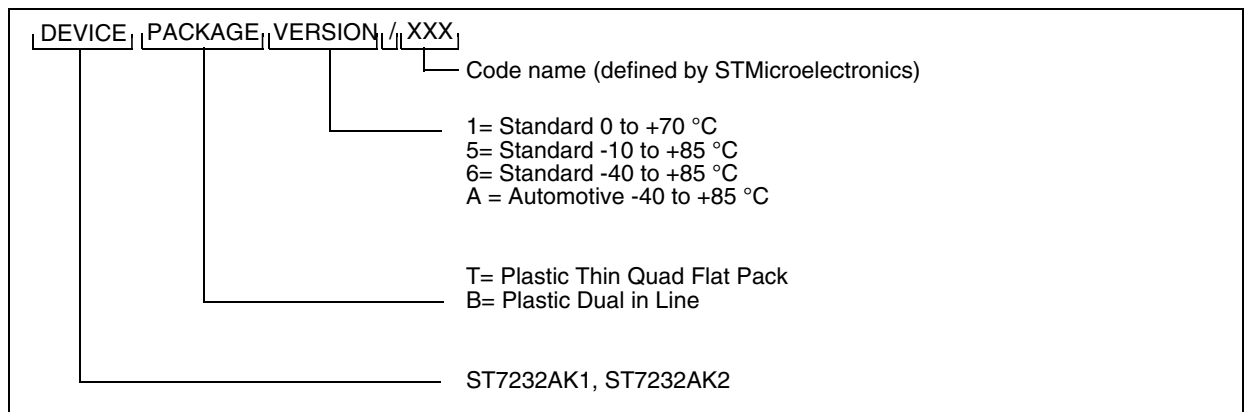 DEVICE PACKAGE VERSION / XXX
Code name (defined by STMicroelectronics)
1= Standard 0 to +70 °C
5= Standard -10 to +85 °C
6= Standard -40 to +85 °C
A = Automotive -40 to +85 °C
T= Plastic Thin Quad Flat Pack
B= Plastic Dual in Line
ST7232AK1, ST7232AK2